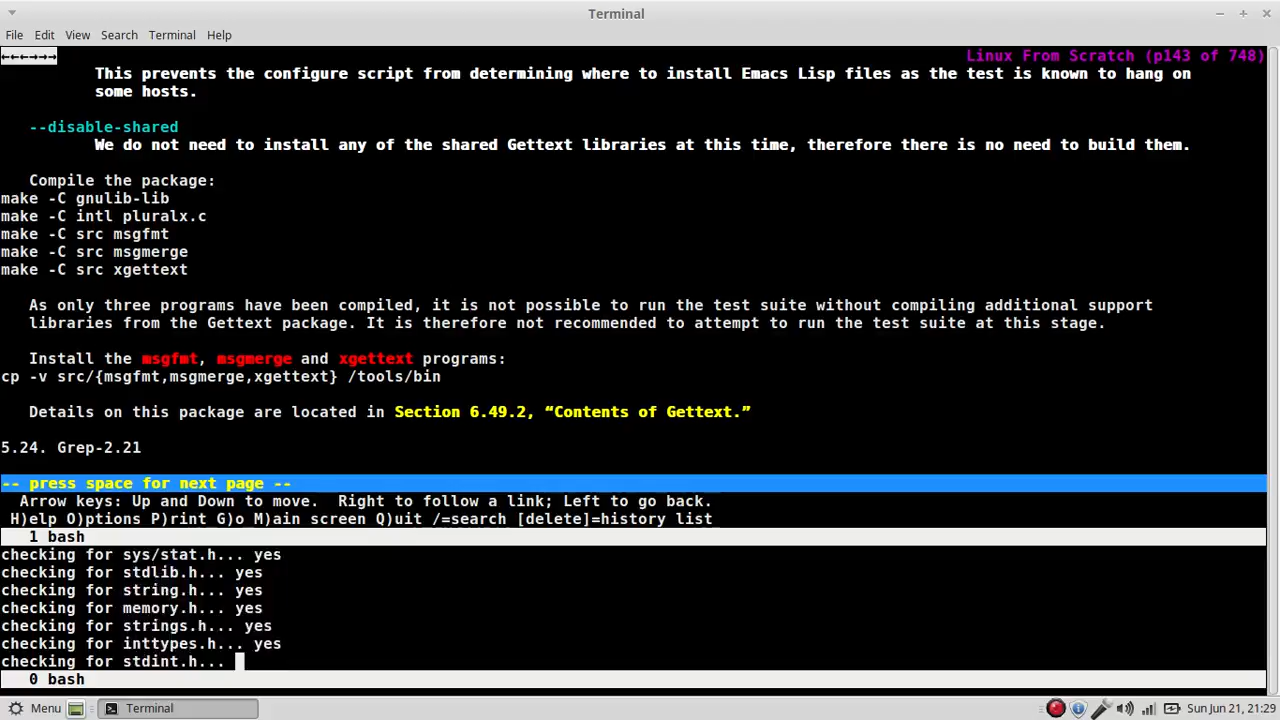 Terminal
File Edit View Search Terminal Help
←←←→→→ Linux From Scratch (p143 of 748)
This prevents the configure script from determining where to install Emacs Lisp files as the test is known to hang on
some hosts.
--disable-shared
We do not need to install any of the shared Gettext libraries at this time, therefore there is no need to build them.
Compile the package:
make -C gnulib-lib
make -C intl pluralx.c
make -C src msgfmt
make -C src msgmerge
make -C src xgettext
As only three programs have been compiled, it is not possible to run the test suite without compiling additional support
libraries from the Gettext package. It is therefore not recommended to attempt to run the test suite at this stage.
Install the msgfmt, msgmerge and xgettext programs:
cp -v src/{msgfmt,msgmerge,xgettext} /tools/bin
Details on this package are located in Section 6.49.2, “Contents of Gettext.”
5.24. Grep-2.21
-- press space for next page --
Arrow keys: Up and Down to move. Right to follow a link; Left to go back.
H)elp O)ptions P)rint G)o M)ain screen Q)uit /=search [delete]=history list
1 bash
checking for sys/stat.h... yes
checking for stdlib.h... yes
checking for string.h... yes
checking for memory.h... yes
checking for strings.h... yes
checking for inttypes.h... yes
checking for stdint.h...
0 bash
Menu Terminal Sun Jun 21, 21:29